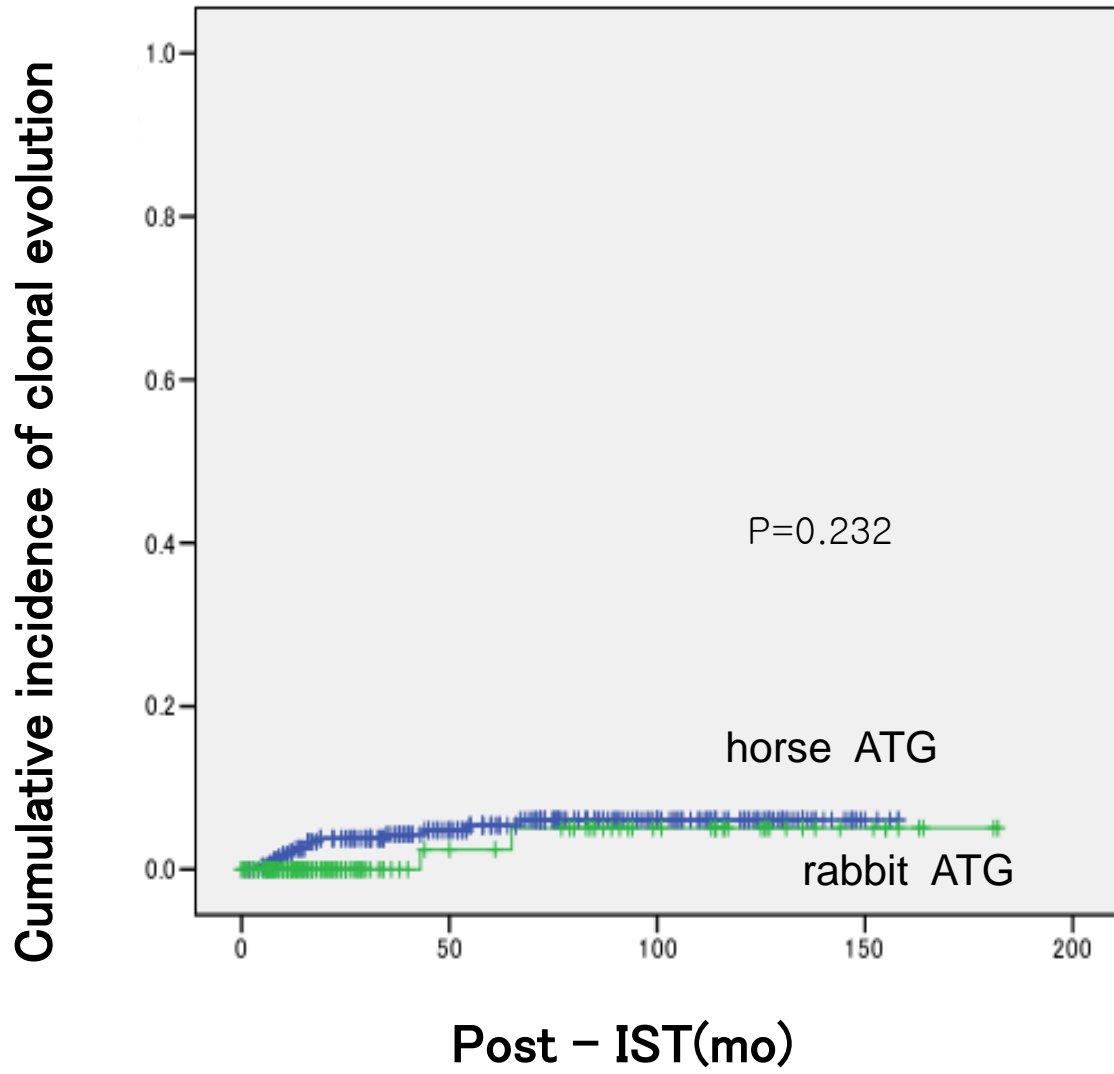 Cumulative incidence of clonal evolution
1.0
0.8
0.6
0.4
0.2
0.0
P=0.232
horse ATG
rabbit ATG
0 50 100 150 200
Post - IST(mo)